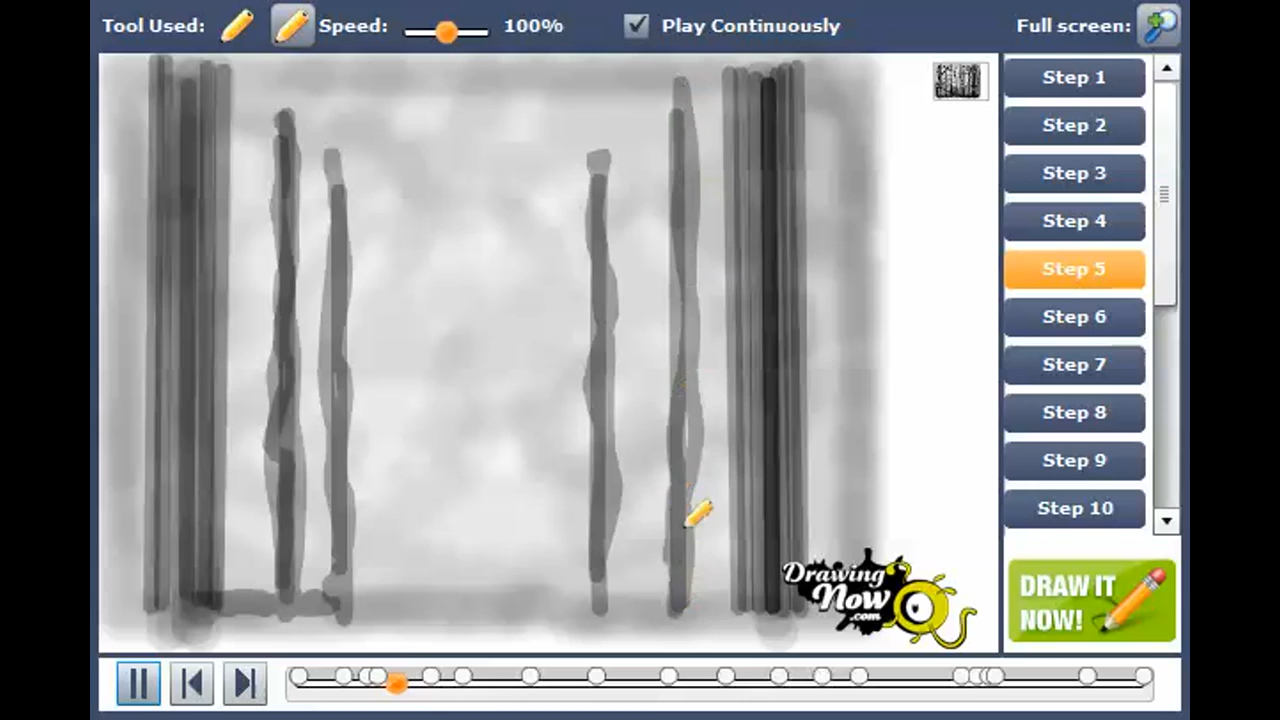 Tool Used:
Speed:
100%
Play Continuously
Full screen:
Step 1
Step 2
Step 3
Step 4
Step 5
Step 6
Step 7
Step 8
Step 9
Step 10
Drawing
Now
.com
DRAW IT
NOW!